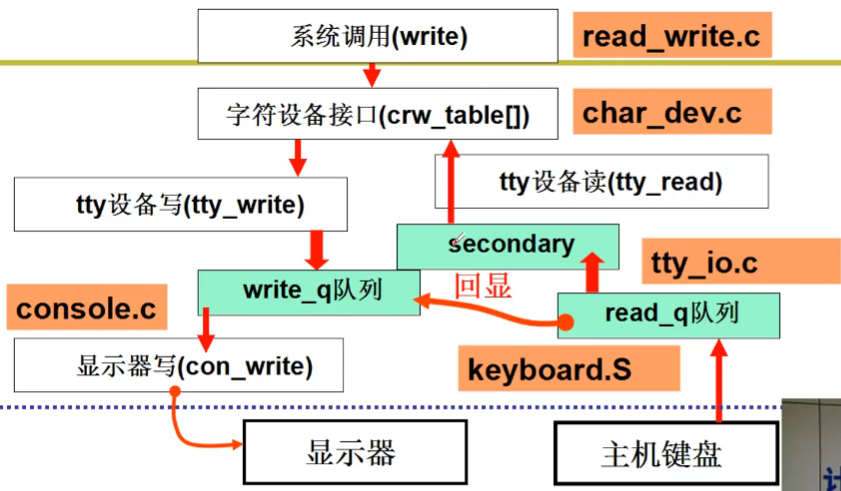 系统调用(write)
read_write.c
字符设备接口(crw_table[])
char_dev.c
tty设备读(tty_read)
tty设备写(tty_write)
secondary
tty_io.c
write_q队列
回显
console.c
read_q队列
显示器写(con_write)
keyboard.S
显示器
主机键盘